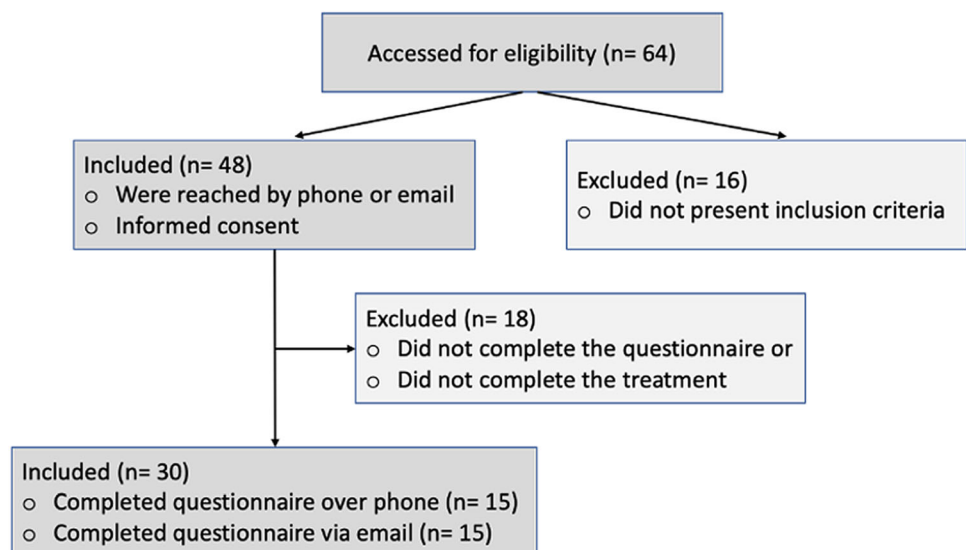 Accessed for eligibility (n= 64)
Included (n= 48)
o Were reached by phone or email
o Informed consent
Excluded (n= 16)
o Did not present inclusion criteria
Excluded (n= 18)
o Did not complete the questionnaire or
o Did not complete the treatment
Included (n= 30)
o Completed questionnaire over phone (n= 15)
o Completed questionnaire via email (n= 15)